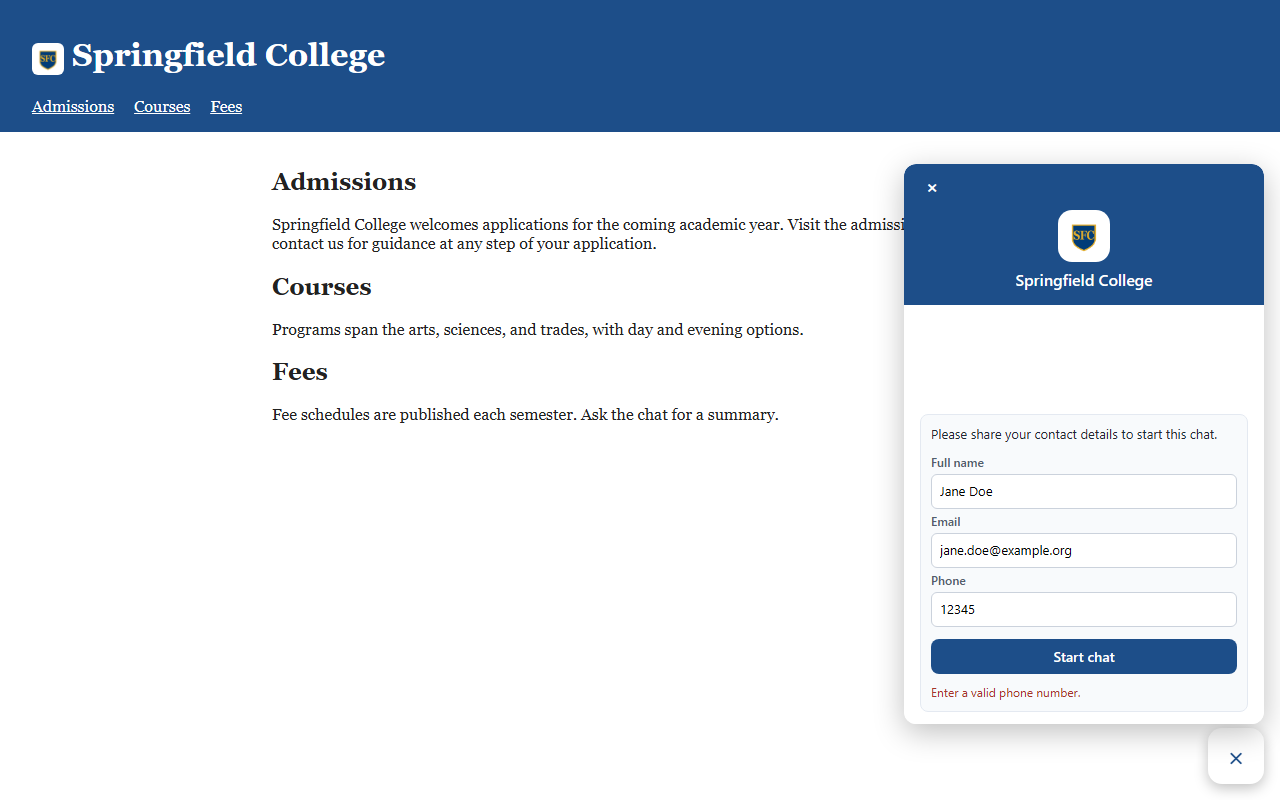 SFC Springfield College
Admissions Courses Fees
Admissions
Springfield College welcomes applications for the coming academic year. Visit the
contact us for guidance at any step of your application.
Courses
Programs span the arts, sciences, and trades, with day and evening options.
Fees
Fee schedules are published each semester. Ask the chat for a summary.
×
SFC
Springfield College
Please share your contact details to start this chat.
Full name
Jane Doe
Email
jane.doe@example.org
Phone
12345
Start chat
Enter a valid phone number.
×